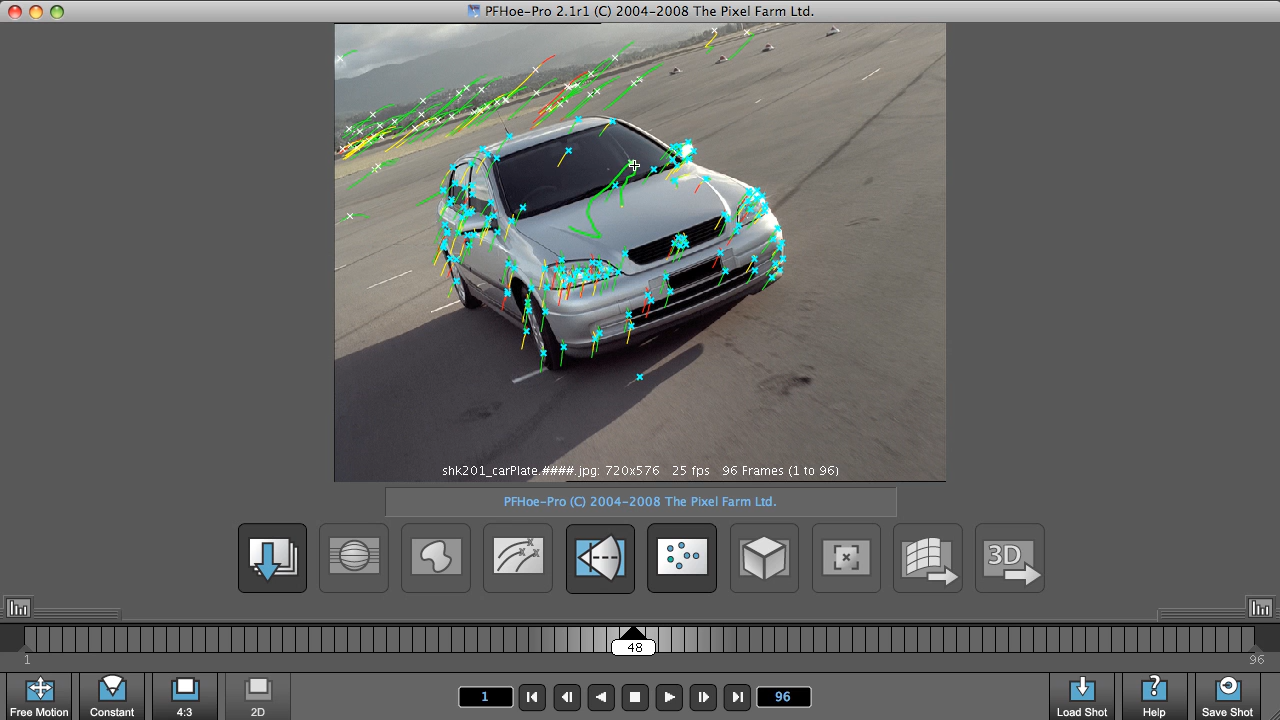 PFHoe-Pro 2.1r1 (C) 2004-2008 The Pixel Farm Ltd.
shk201_carPlate.####.jpg: 720x576 25 fps 96 Frames (1 to 96)
PFHoe-Pro (C) 2004-2008 The Pixel Farm Ltd.
3D
48
1
96
Free Motion
Constant
4:3
2D
1
96
Load Shot
?
Help
Save Shot